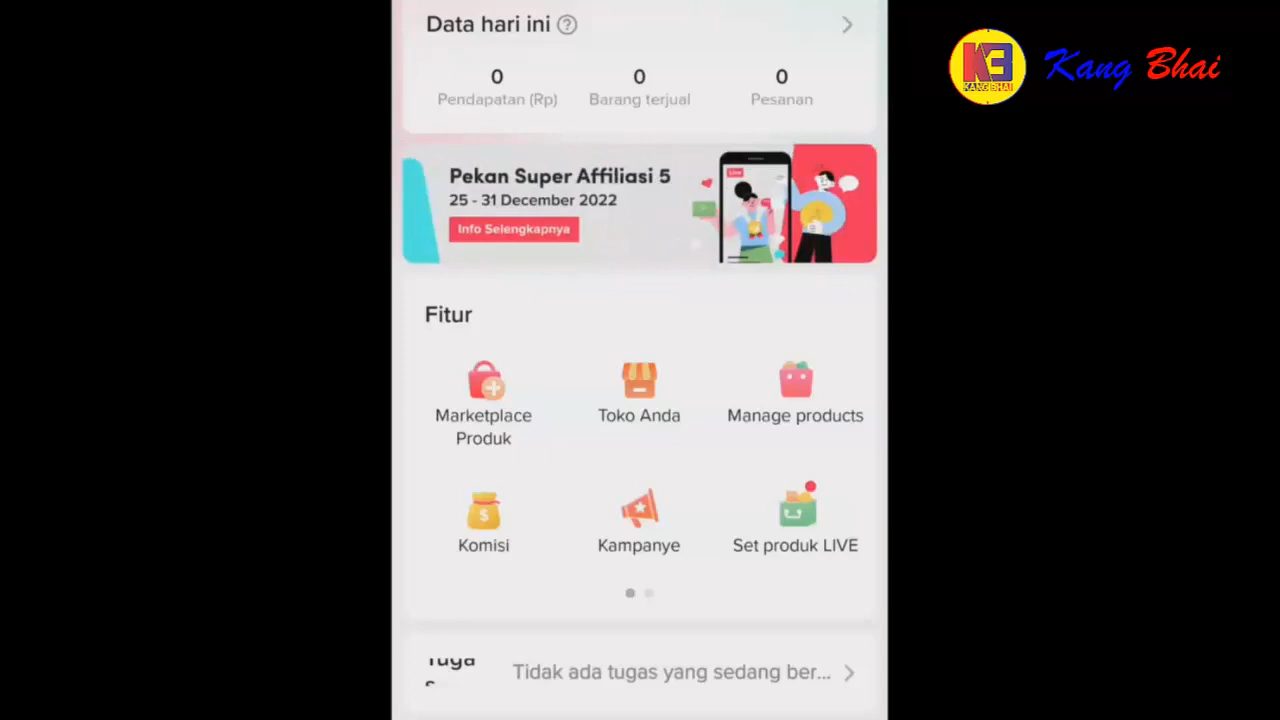 Data hari ini ?
0 0 0
Pendapatan (Rp) Barang terjual Pesanan
K3
KANG BHAI
Kang Bhai
Pekan Super Affiliasi 5
25 - 31 December 2022
Info Selengkapnya
Live
Fitur
Marketplace
Produk
Toko Anda
Manage products
$
Komisi
Kampanye
Set produk LIVE
Tidak ada tugas yang sedang ber...